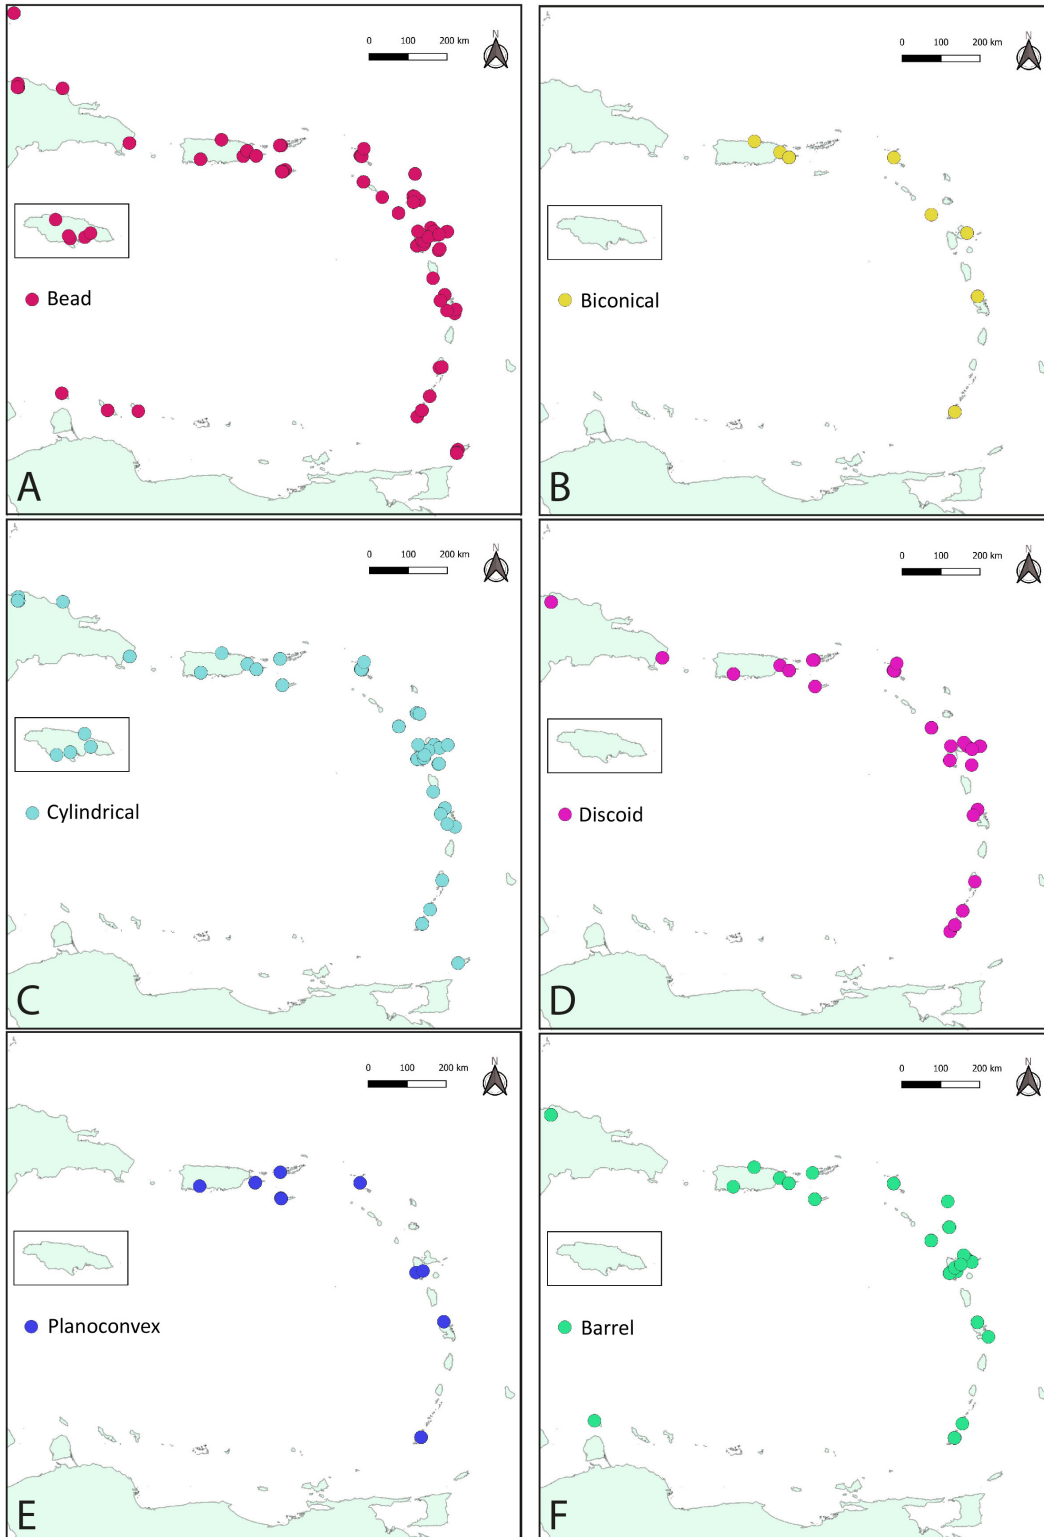 0 100 200 km N
Bead
A
0 100 200 km N
Biconical
B
0 100 200 km N
Cylindrical
C
0 100 200 km N
Discoid
D
0 100 200 km N
Planoconvex
E
0 100 200 km N
Barrel
F